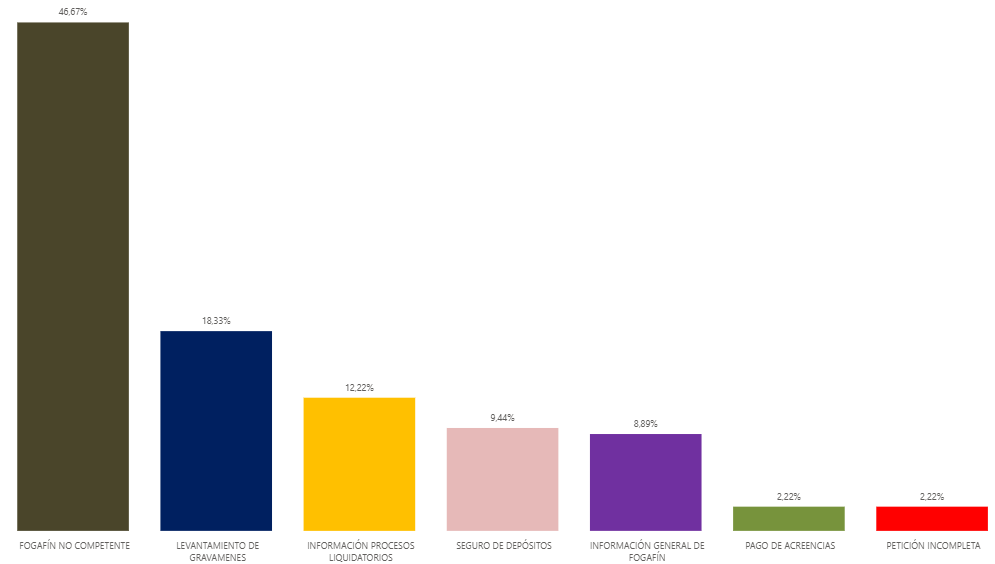 46,67%
18,33%
12,22%
9,44%
8,89%
2,22%
2,22%
FOGAFÍN NO COMPETENTE
LEVANTAMIENTO DE
GRAVAMENES
INFORMACIÓN PROCESOS
LIQUIDATORIOS
SEGURO DE DEPÓSITOS
INFORMACIÓN GENERAL DE
FOGAFÍN
PAGO DE ACREENCIAS
PETICIÓN INCOMPLETA